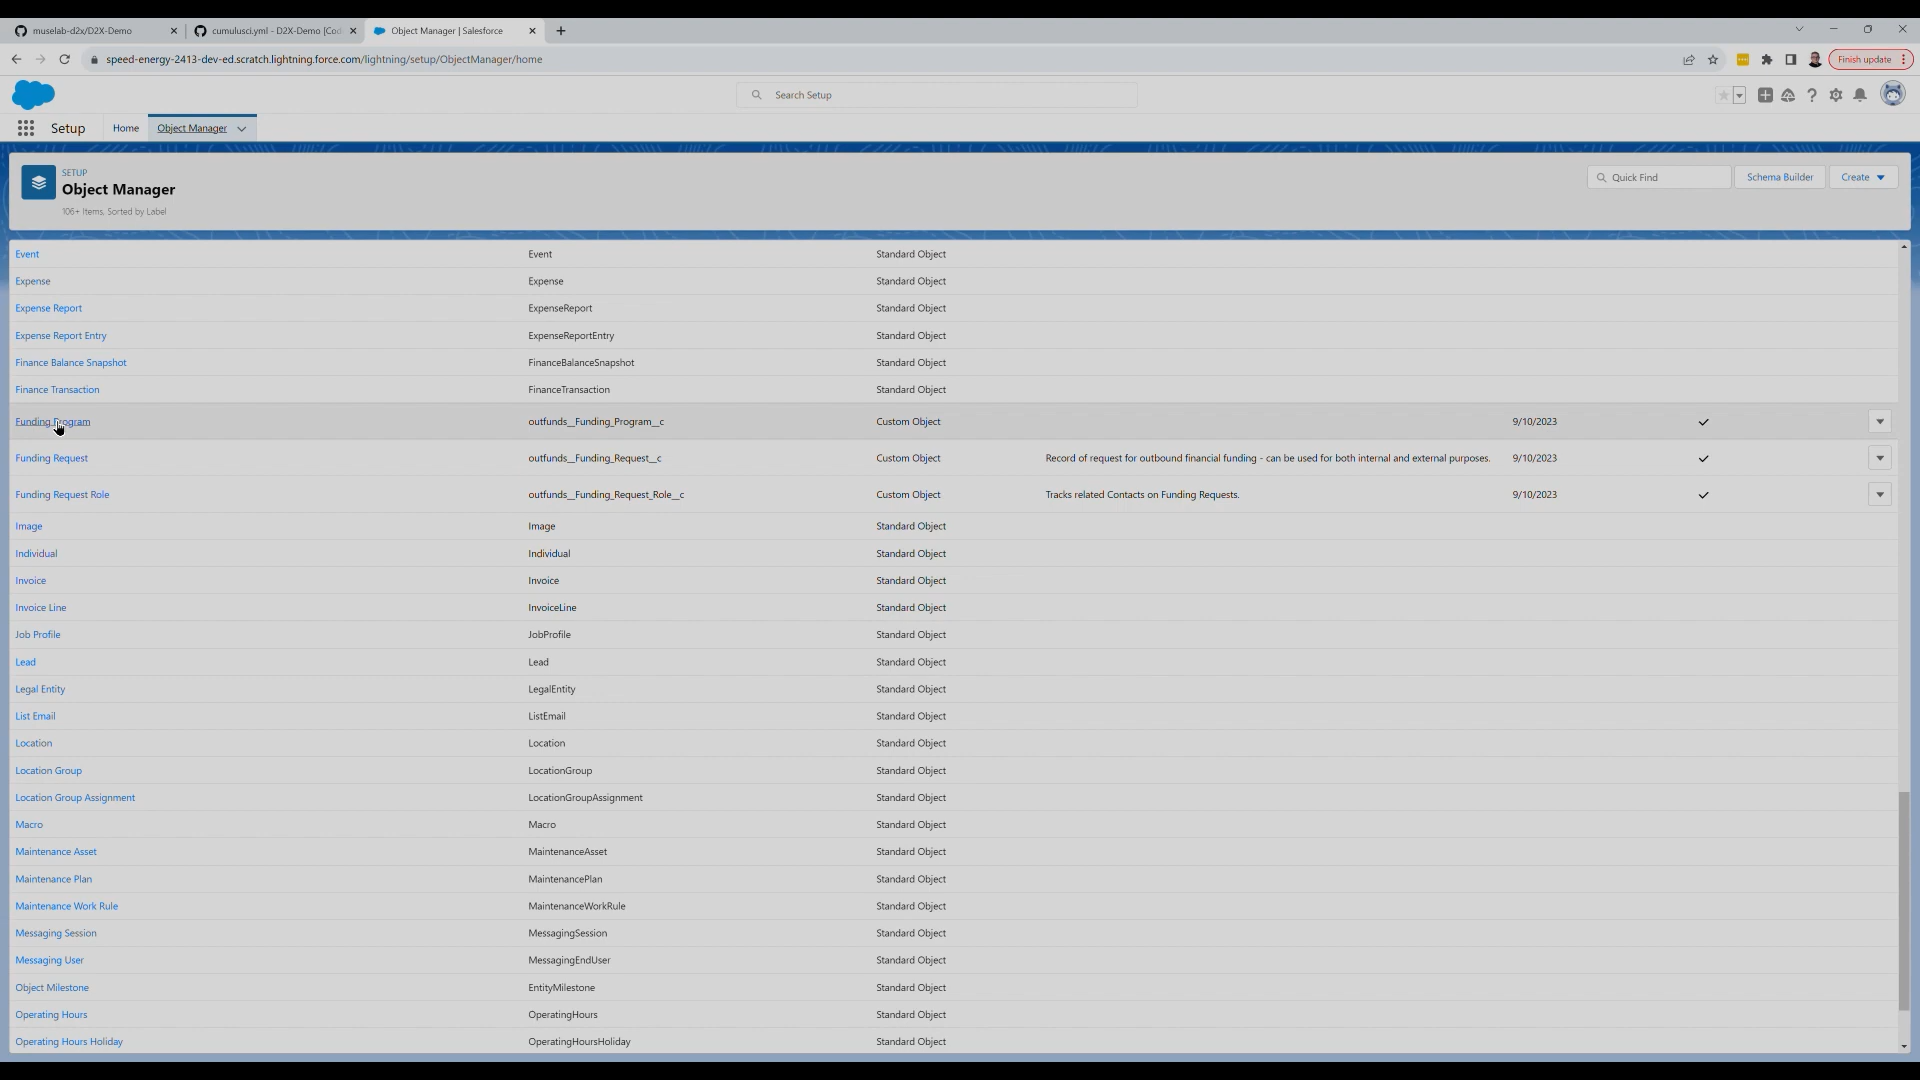 muselab-d2x/D2X-Demo
cumulusci.yml - D2X-Demo [Cod
Object Manager | Salesforce
speed-energy-2413-dev-ed.scratch.lightning.force.com/lightning/setup/ObjectManager/home
Finish update
Search Setup
Setup
Home
Object Manager
SETUP
Object Manager
106+ Items, Sorted by Label
Quick Find
Schema Builder
Create
Event Event Standard Object
Expense Expense Standard Object
Expense Report ExpenseReport Standard Object
Expense Report Entry ExpenseReportEntry Standard Object
Finance Balance Snapshot FinanceBalanceSnapshot Standard Object
Finance Transaction FinanceTransaction Standard Object
Funding Program outfunds__Funding_Program__c Custom Object 9/10/2023
Funding Request outfunds__Funding_Request__c Custom Object Record of request for outbound financial funding - can be used for both internal and external purposes. 9/10/2023
Funding Request Role outfunds__Funding_Request_Role__c Custom Object Tracks related Contacts on Funding Requests. 9/10/2023
Image Image Standard Object
Individual Individual Standard Object
Invoice Invoice Standard Object
Invoice Line InvoiceLine Standard Object
Job Profile JobProfile Standard Object
Lead Lead Standard Object
Legal Entity LegalEntity Standard Object
List Email ListEmail Standard Object
Location Location Standard Object
Location Group LocationGroup Standard Object
Location Group Assignment LocationGroupAssignment Standard Object
Macro Macro Standard Object
Maintenance Asset MaintenanceAsset Standard Object
Maintenance Plan MaintenancePlan Standard Object
Maintenance Work Rule MaintenanceWorkRule Standard Object
Messaging Session MessagingSession Standard Object
Messaging User MessagingEndUser Standard Object
Object Milestone EntityMilestone Standard Object
Operating Hours OperatingHours Standard Object
Operating Hours Holiday OperatingHoursHoliday Standard Object